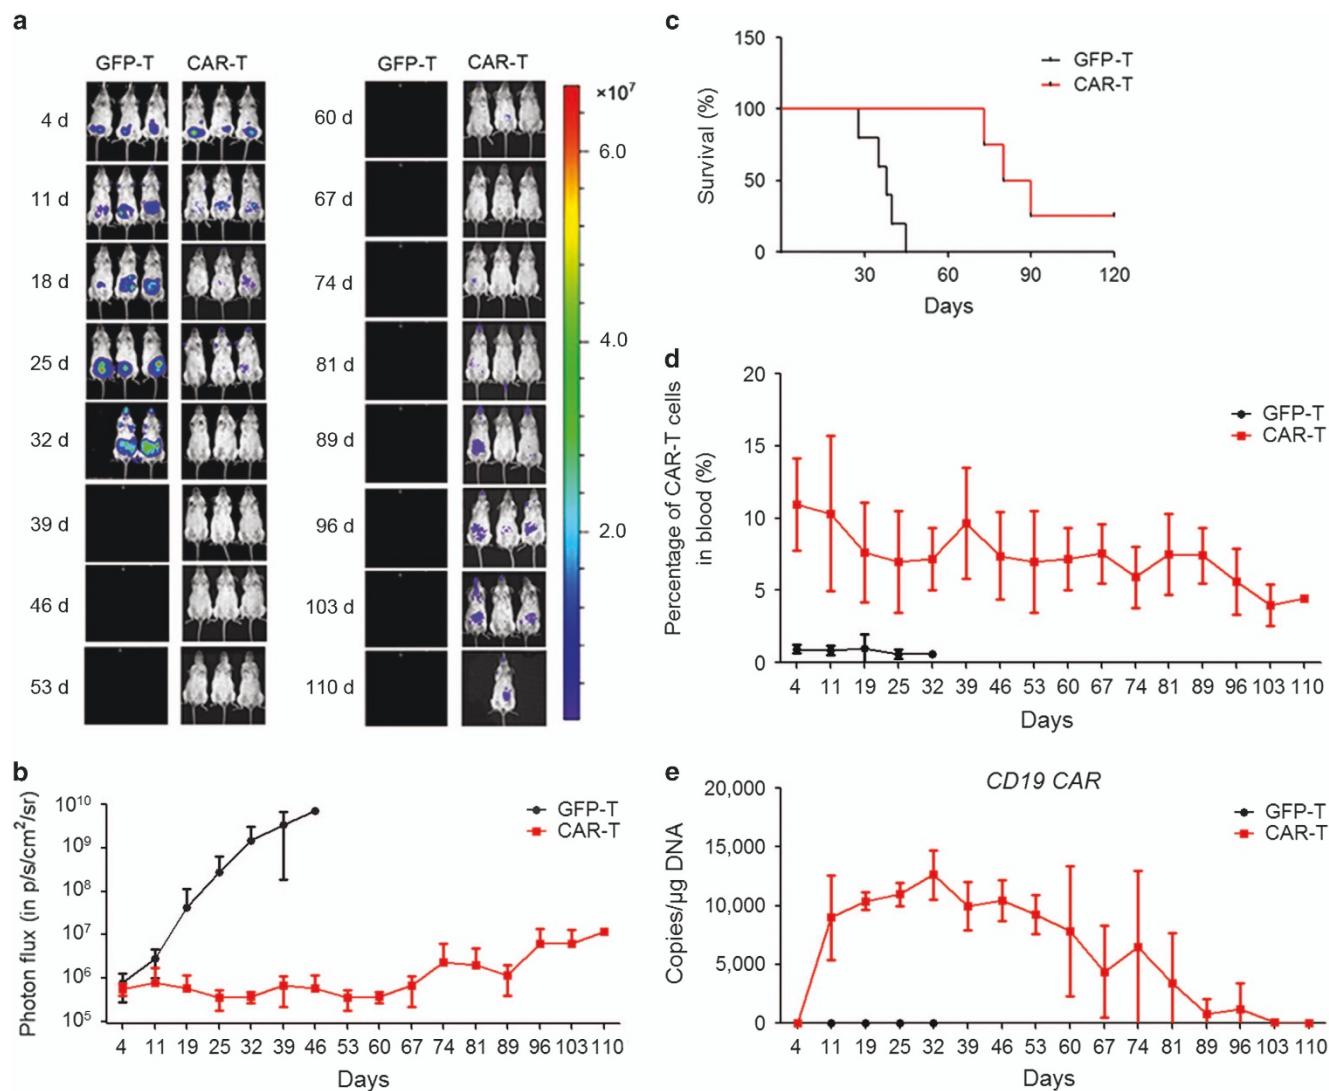 a
GFP-T CAR-T GFP-T CAR-T
×10⁷
4 d 60 d
6.0
11 d 67 d
18 d 74 d
25 d 81 d
4.0
32 d 89 d
39 d 96 d
2.0
46 d 103 d
53 d 110 d
b
Photon flux (in p/s/cm²/sr)
10¹⁰
10⁹
10⁸
10⁷
10⁶
10⁵
GFP-T
CAR-T
4 11 19 25 32 39 46 53 60 67 74 81 89 96 103 110
Days
c
Survival (%)
150
100
50
0
GFP-T
CAR-T
30 60 90 120
Days
d
Percentage of CAR-T cells
in blood (%)
20
15
10
5
0
GFP-T
CAR-T
4 11 19 25 32 39 46 53 60 67 74 81 89 96 103 110
Days
e
CD19 CAR
Copies/µg DNA
20,000
15,000
10,000
5,000
0
GFP-T
CAR-T
4 11 19 25 32 39 46 53 60 67 74 81 89 96 103 110
Days